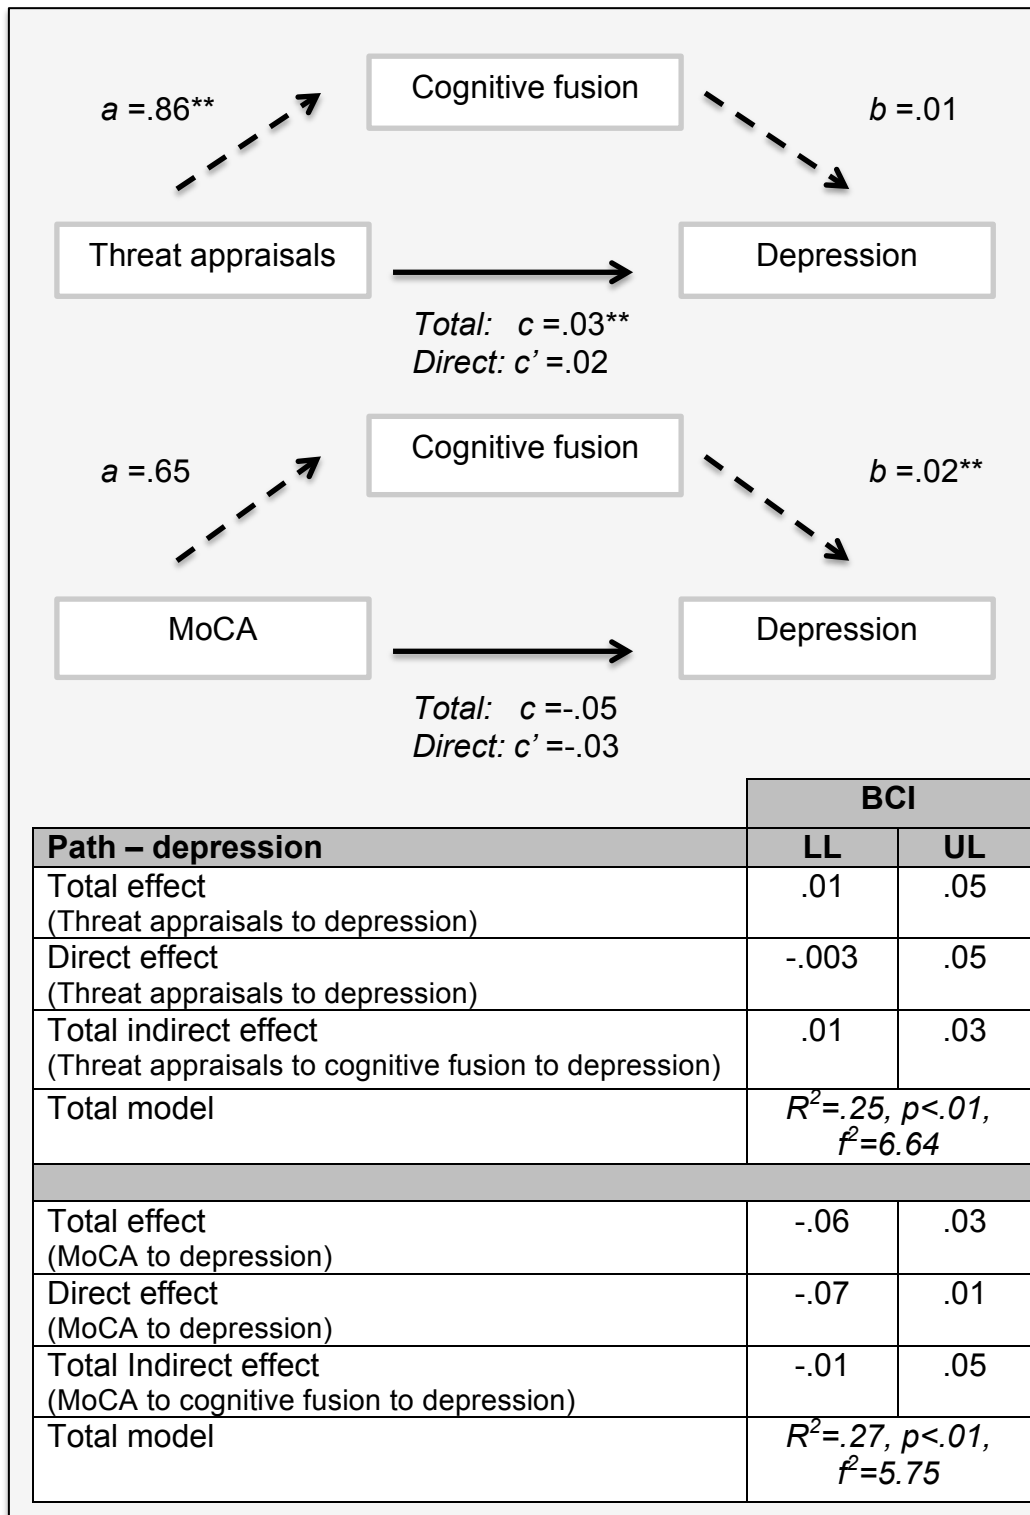 Cognitive fusion
a =.86**
b =.01
Threat appraisals
Depression
Total: c =.03**
Direct: c’ =.02
Cognitive fusion
a =.65
b =.02**
MoCA
Depression
Total: c =-.05
Direct: c’ =-.03
BCI
Path – depression LL UL
Total effect .01 .05
(Threat appraisals to depression)
Direct effect -.003 .05
(Threat appraisals to depression)
Total indirect effect .01 .03
(Threat appraisals to cognitive fusion to depression)
Total model R²=.25, p<.01,
f²=6.64
Total effect -.06 .03
(MoCA to depression)
Direct effect -.07 .01
(MoCA to depression)
Total Indirect effect -.01 .05
(MoCA to cognitive fusion to depression)
Total model R²=.27, p<.01,
f²=5.75